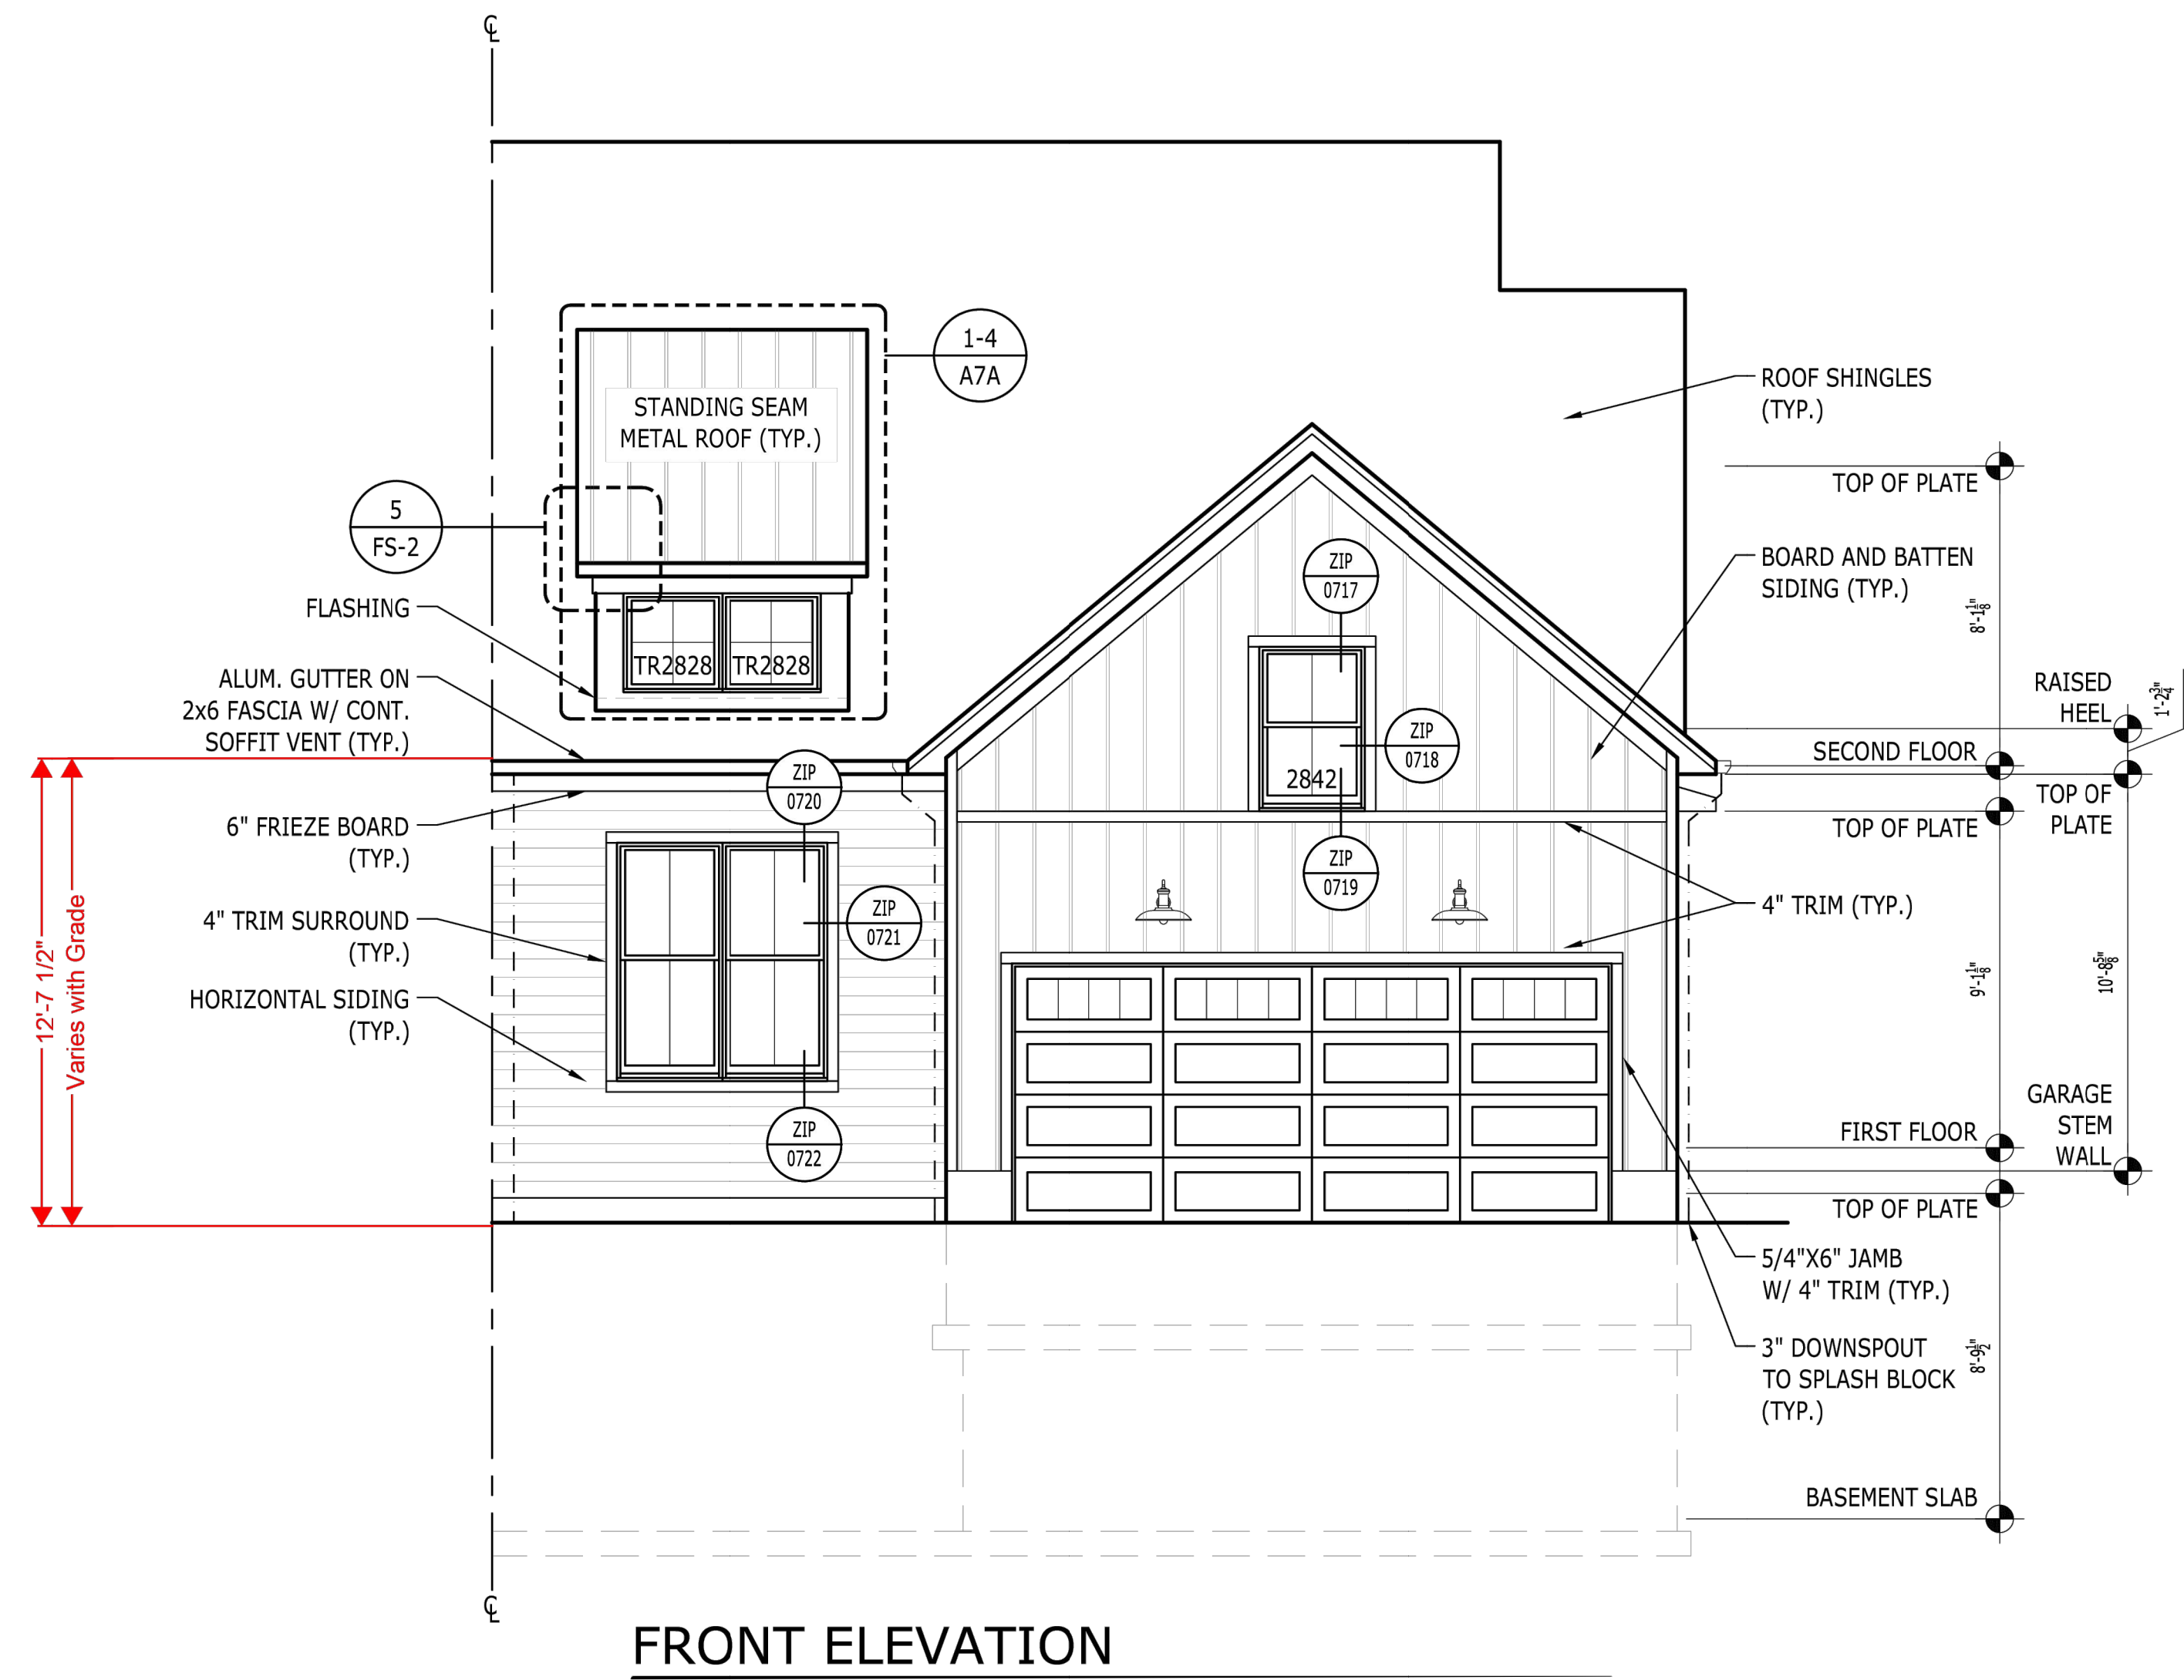 ℄
1-4
A7A
STANDING SEAM
METAL ROOF (TYP.)
5
FS-2
FLASHING
TR2828
TR2828
ALUM. GUTTER ON
2x6 FASCIA W/ CONT.
SOFFIT VENT (TYP.)
6" FRIEZE BOARD
(TYP.)
4" TRIM SURROUND
(TYP.)
HORIZONTAL SIDING
(TYP.)
12'-7 1/2"
Varies with Grade
ZIP
0720
ZIP
0721
ZIP
0722
ZIP
0717
ZIP
0718
2842
ZIP
0719
ROOF SHINGLES
(TYP.)
TOP OF PLATE
BOARD AND BATTEN
SIDING (TYP.)
8'-1 1/8"
RAISED
HEEL
1'-2 3/4"
SECOND FLOOR
TOP OF
PLATE
TOP OF PLATE
4" TRIM (TYP.)
9'-1 1/8"
10'-8 5/8"
GARAGE
STEM
WALL
FIRST FLOOR
TOP OF PLATE
5/4"X6" JAMB
W/ 4" TRIM (TYP.)
3" DOWNSPOUT
TO SPLASH BLOCK
(TYP.)
8'-9 1/2"
BASEMENT SLAB
℄
FRONT ELEVATION